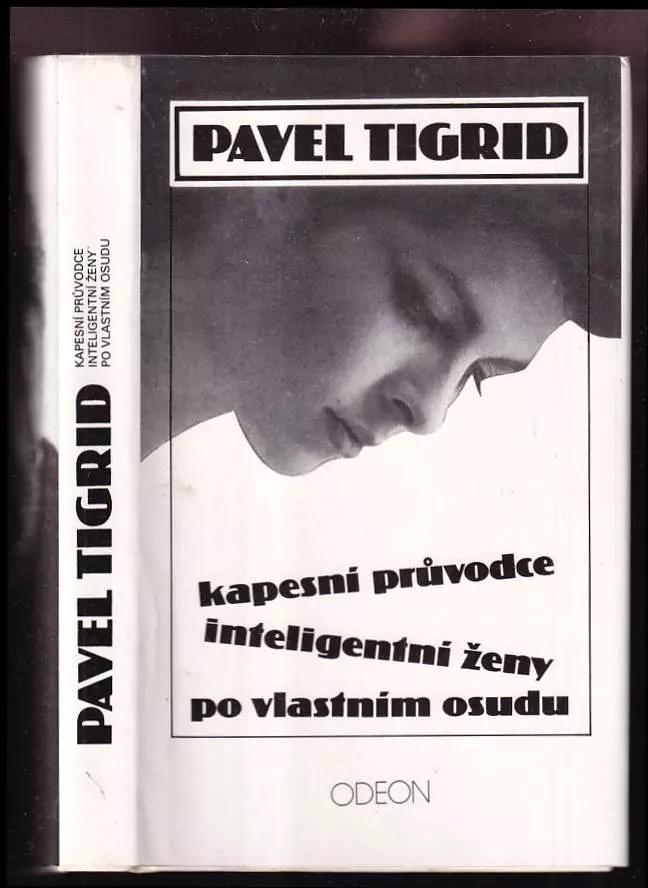 PAVEL TIGRID
KAPESNÍ PRŮVODCE
INTELIGENTNÍ ŽENY
PO VLASTNÍM OSUDU
PAVEL TIGRID
kapesní průvodce
inteligentní ženy
po vlastním osudu
ODEON